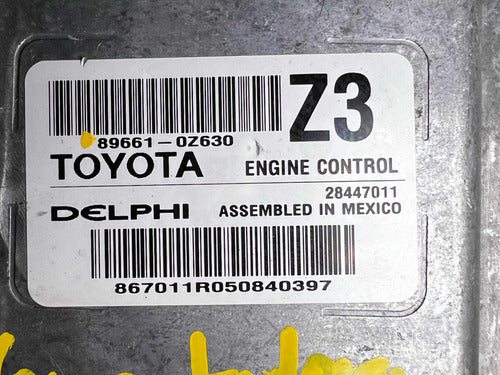 Z3
89661-0Z630
TOYOTA ENGINE CONTROL
28447011
DELPHI ASSEMBLED IN MEXICO
867011R050840397